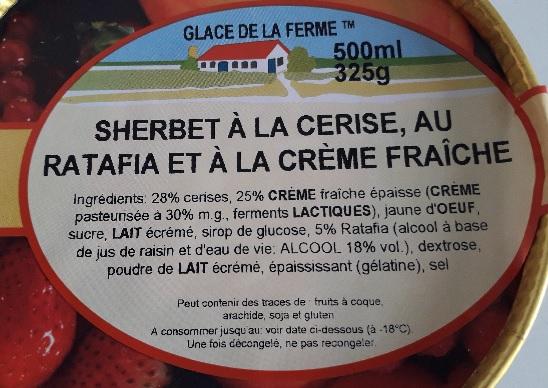 GLACE DE LA FERME ™
500ml
325g
SHERBET À LA CERISE, AU
RATAFIA ET À LA CRÈME FRAÎCHE
Ingrédients: 28% cerises, 25% CRÈME fraîche épaisse (CRÈME
pasteurisée à 30% m.g., ferments LACTIQUES), jaune d'OEUF,
sucre, LAIT écrémé, sirop de glucose, 5% Ratafia (alcool à base
de jus de raisin et d'eau de vie: ALCOOL 18% vol.), dextrose,
poudre de LAIT écrémé, épaississant (gélatine), sel
Peut contenir des traces de : fruits à coque,
arachide, soja et gluten
A consommer jusqu'au: voir date ci-dessous (à -18°C).
Une fois décongelé, ne pas recongeler.